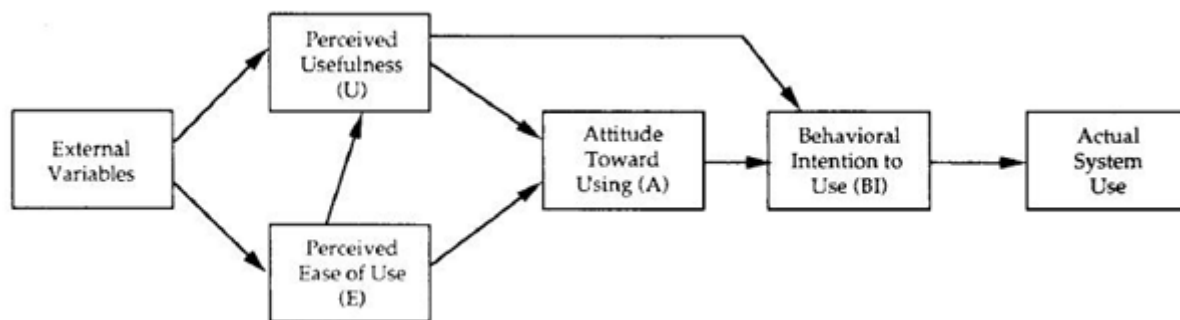 External
Variables
Perceived
Usefulness
(U)
Perceived
Ease of Use
(E)
Attitude
Toward
Using (A)
Behavioral
Intention to
Use (BI)
Actual
System
Use